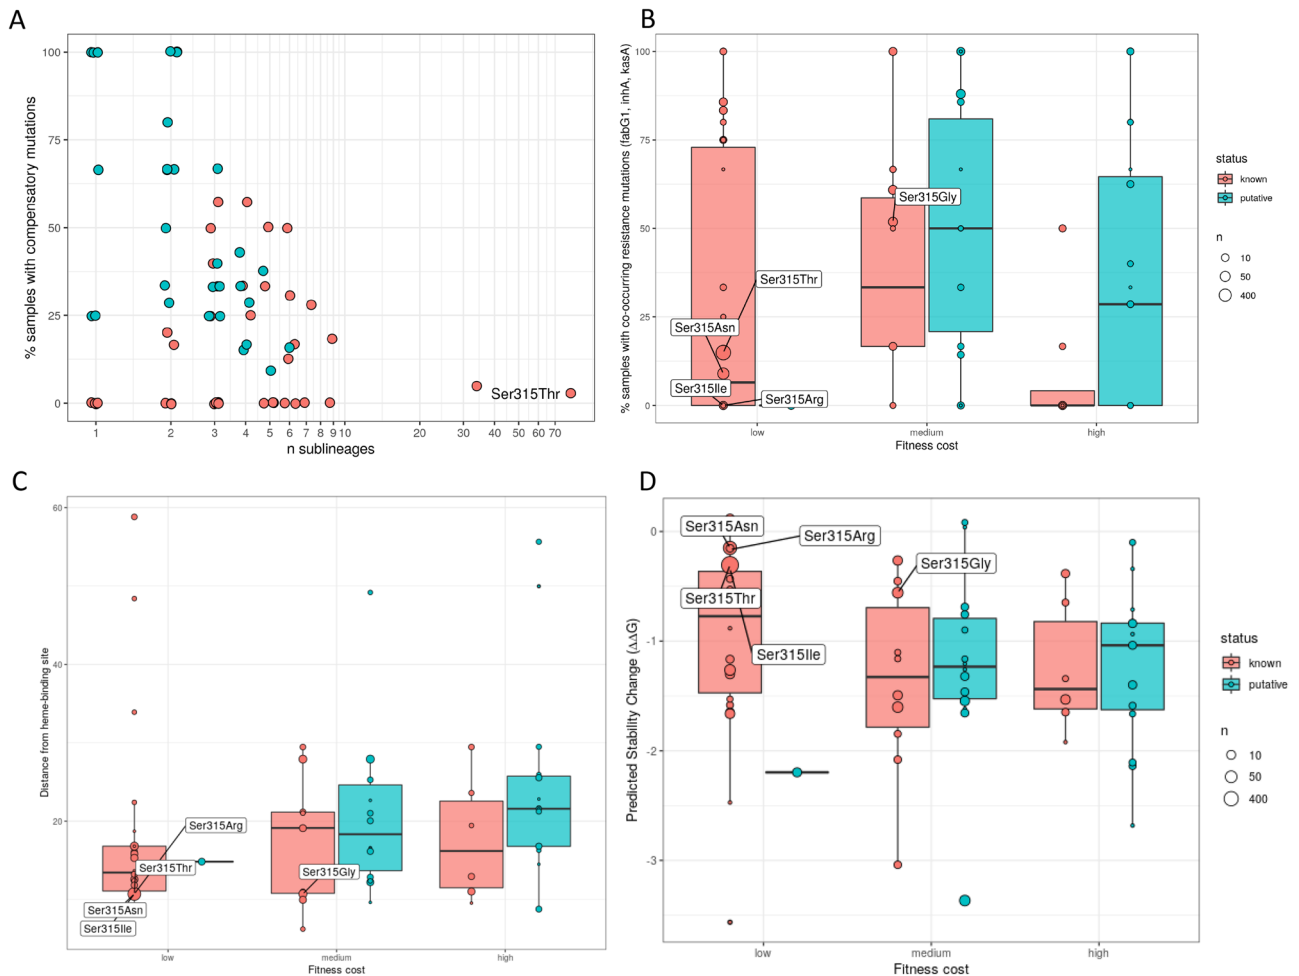 A
100
75
50
25
0
% samples with compensatory mutations
Ser315Thr
1
2
3
4
5
6
7
8
9
10
20
30
40
50
60
70
n sublineages
B
100
75
50
25
0
% samples with co-occurring resistance mutations (fabG1, inhA, kasA)
Ser315Gly
Ser315Thr
Ser315Asn
Ser315Ile
Ser315Arg
low
medium
high
Fitness cost
status
known
putative
n
10
50
400
C
60
40
20
Distance from heme-binding site
Ser315Arg
Ser315Thr
Ser315Gly
Ser315Asn
Ser315Ile
low
medium
high
Fitness cost
D
0
-1
-2
-3
Predicted Stability Change (ΔΔG)
Ser315Asn
Ser315Arg
Ser315Gly
Ser315Thr
Ser315Ile
low
medium
high
Fitness cost
status
known
putative
n
10
50
400